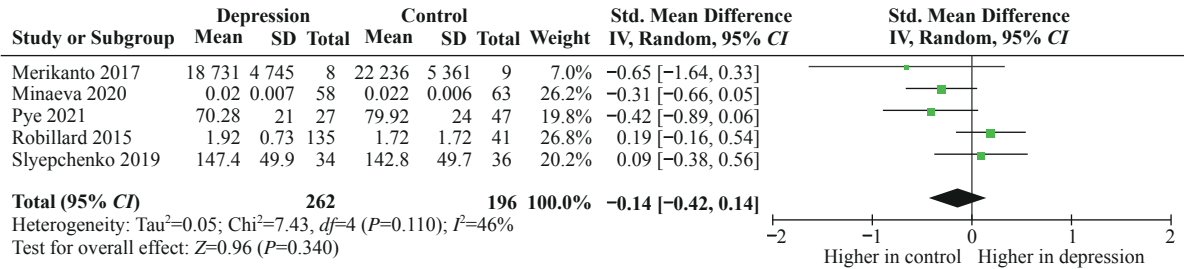 Depression Control Std. Mean Difference Std. Mean Difference
Study or Subgroup Mean SD Total Mean SD Total Weight IV, Random, 95% CI IV, Random, 95% CI
Merikanto 2017 18 731 4 745 8 22 236 5 361 9 7.0% −0.65 [−1.64, 0.33]
Minaeva 2020 0.02 0.007 58 0.022 0.006 63 26.2% −0.31 [−0.66, 0.05]
Pye 2021 70.28 21 27 79.92 24 47 19.8% −0.42 [−0.89, 0.06]
Robillard 2015 1.92 0.73 135 1.72 1.72 41 26.8% 0.19 [−0.16, 0.54]
Slyepchenko 2019 147.4 49.9 34 142.8 49.7 36 20.2% 0.09 [−0.38, 0.56]
Total (95% CI) 262 196 100.0% −0.14 [−0.42, 0.14]
Heterogeneity: Tau²=0.05; Chi²=7.43, df=4 (P=0.110); I²=46%
Test for overall effect: Z=0.96 (P=0.340)
−2 −1 0 1 2
Higher in control Higher in depression